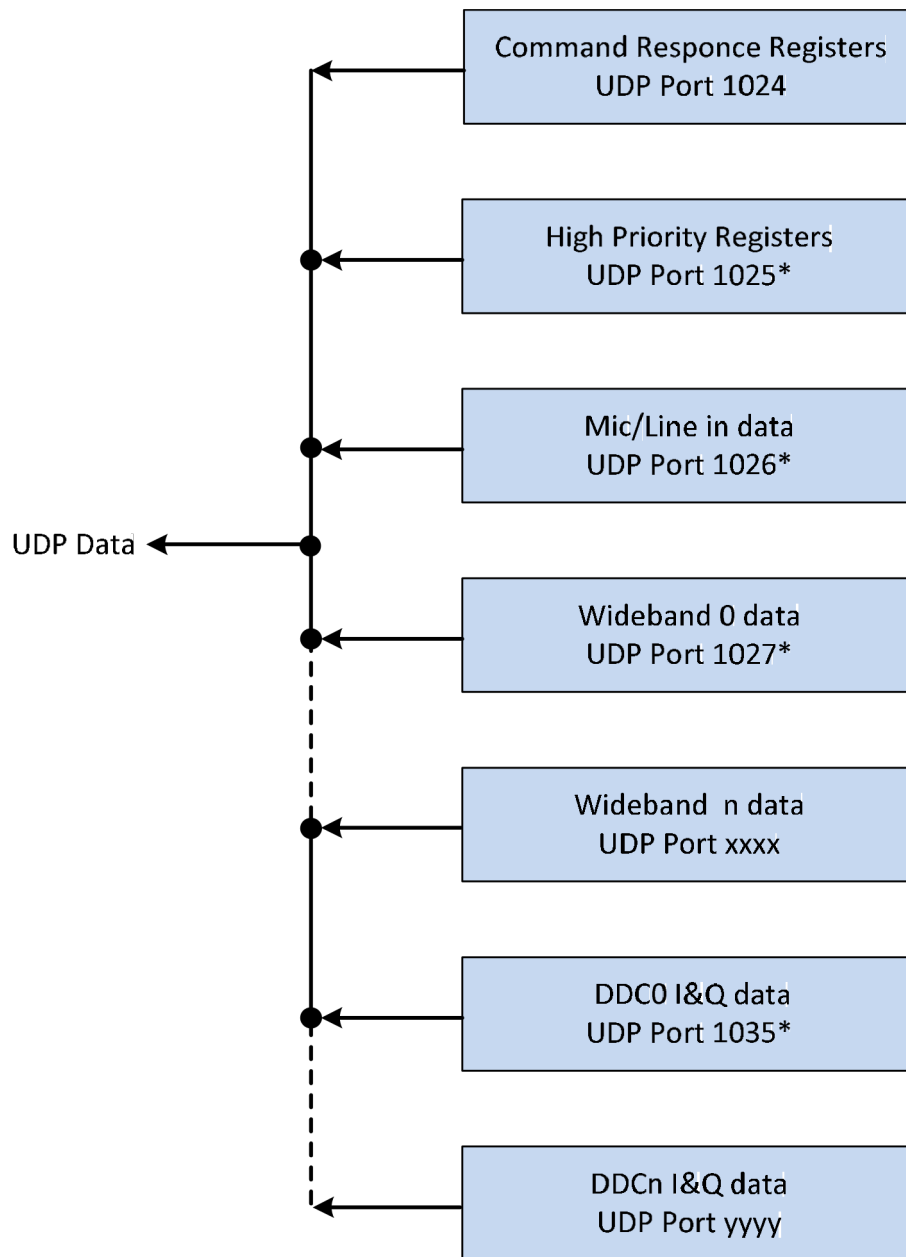 Command Responce Registers
UDP Port 1024
High Priority Registers
UDP Port 1025*
Mic/Line in data
UDP Port 1026*
UDP Data
Wideband 0 data
UDP Port 1027*
Wideband n data
UDP Port xxxx
DDC0 I&Q data
UDP Port 1035*
DDCn I&Q data
UDP Port yyyy